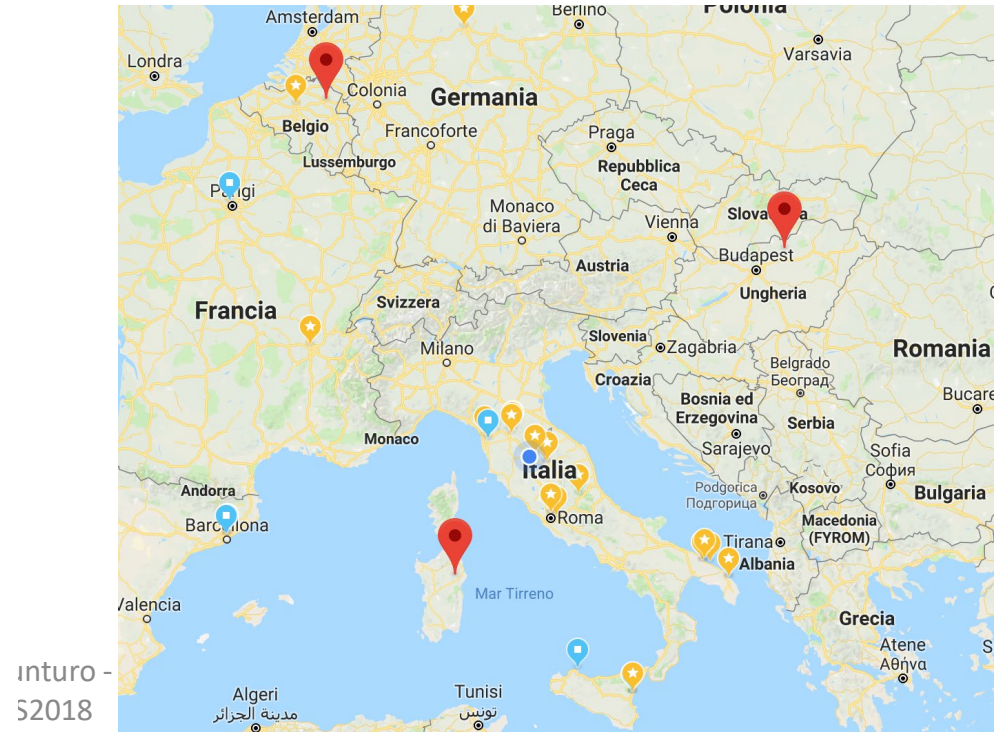 Amsterdam
Berlino
Polonia
Londra
Varsavia
Colonia
Germania
Belgio
Francoforte
Praga
Lussemburgo
Repubblica
Ceca
Parigi
Monaco
di Baviera
Vienna
Slovacchia
Budapest
Austria
Ungheria
Svizzera
Francia
Milano
Slovenia
Zagabria
Romania
Belgrado
Београд
Croazia
Bosnia ed
Erzegovina
Bucare
Serbia
Monaco
Sarajevo
Sofia
София
Italia
Andorra
Podgorica
Подгорица
Kosovo
Bulgaria
Barcellona
Roma
Macedonia
(FYROM)
Tirana
Albania
Mar Tirreno
Valencia
Grecia
Atene
Αθήνα
S
unturo -
S2018
Algeri
مدينة الجزائر
Tunisi
تونس